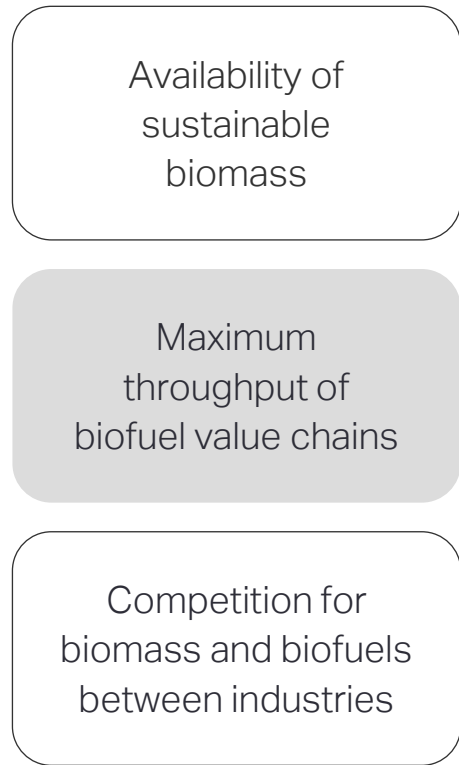 Availability of
sustainable
biomass
Maximum
throughput of
biofuel value chains
Competition for
biomass and biofuels
between industries